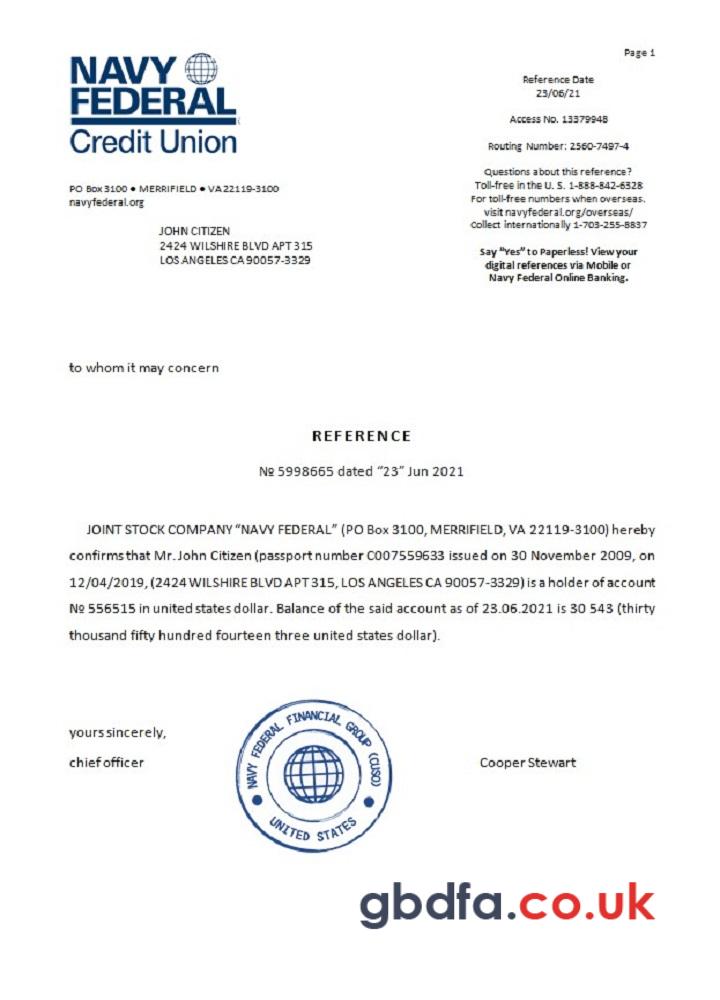 Page 1
NAVY
FEDERAL
Credit Union
Reference Date
23/06/21
Access No. 13379948
Routing Number: 2560-7497-4
Questions about this reference?
Toll-free in the U. S. 1-888-842-6328
For toll-free numbers when overseas,
visit navyfederal.org/overseas/
Collect internationally 1-703-255-8837
Say "Yes" to Paperless! View your
digital references via Mobile or
Navy Federal Online Banking.
PO Box 3100 • MERRIFIELD • VA 22119-3100
navyfederal.org
JOHN CITIZEN
2424 WILSHIRE BLVD APT 315
LOS ANGELES CA 90057-3329
to whom it may concern
REFERENCE
№ 5998665 dated "23" Jun 2021
JOINT STOCK COMPANY "NAVY FEDERAL" (PO Box 3100, MERRIFIELD, VA 22119-3100) hereby
confirms that Mr. John Citizen (passport number C007559633 issued on 30 November 2009, on
12/04/2019, (2424 WILSHIRE BLVD APT 315, LOS ANGELES CA 90057-3329) is a holder of account
№ 556515 in united states dollar. Balance of the said account as of 23.06.2021 is 30 543 (thirty
thousand fifty hundred fourteen three united states dollar).
yours sincerely,
chief officer
NAVY FEDERAL FINANCIAL GROUP (CUSO)
UNITED STATES
Cooper Stewart
gbdfa.co.uk